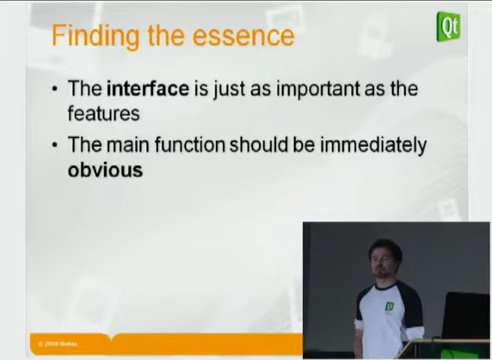 Finding the essence
Qt
• The interface is just as important as the
features
• The main function should be immediately
obvious